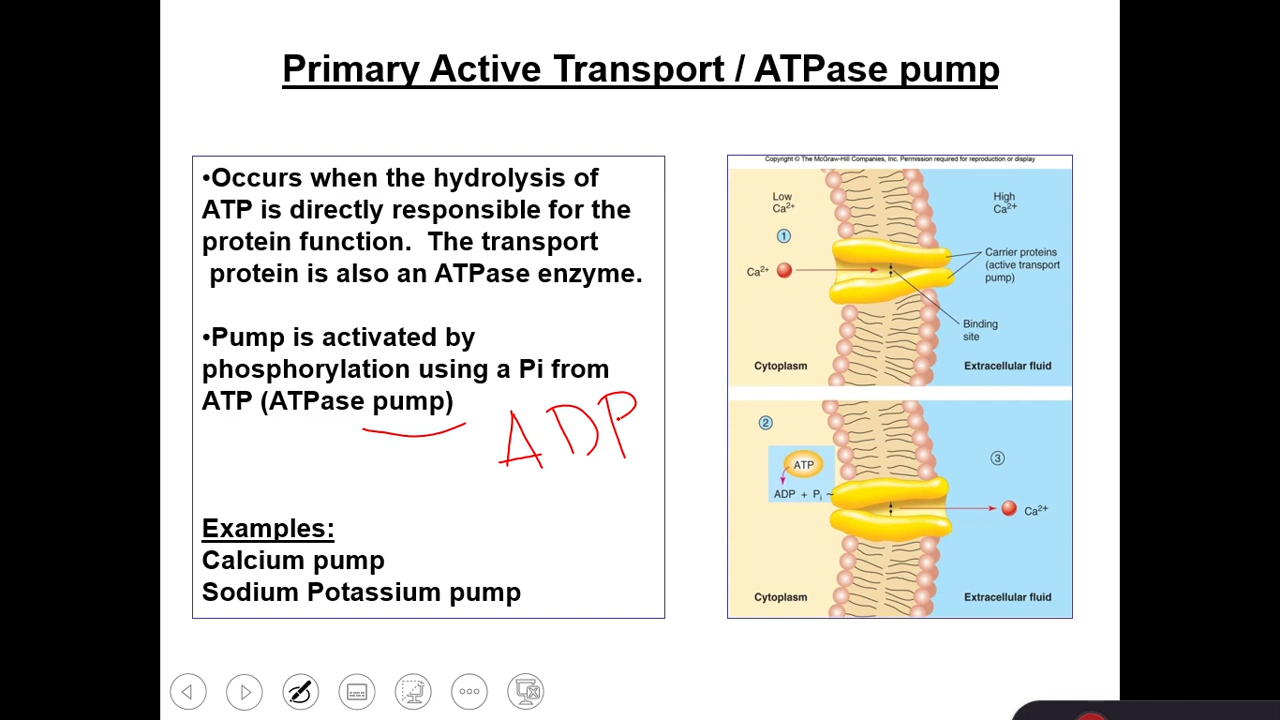 Primary Active Transport / ATPase pump
•Occurs when the hydrolysis of
ATP is directly responsible for the
protein function. The transport
protein is also an ATPase enzyme.
•Pump is activated by
phosphorylation using a Pi from
ATP (ATPase pump)
ADP
Examples:
Calcium pump
Sodium Potassium pump
Copyright © The McGraw-Hill Companies, Inc. Permission required for reproduction or display
Low
Ca²⁺
High
Ca²⁺
1
Ca²⁺
Carrier proteins
(active transport
pump)
Binding
site
Cytoplasm
Extracellular fluid
2
3
ATP
ADP + Pᵢ ~
Ca²⁺
Cytoplasm
Extracellular fluid